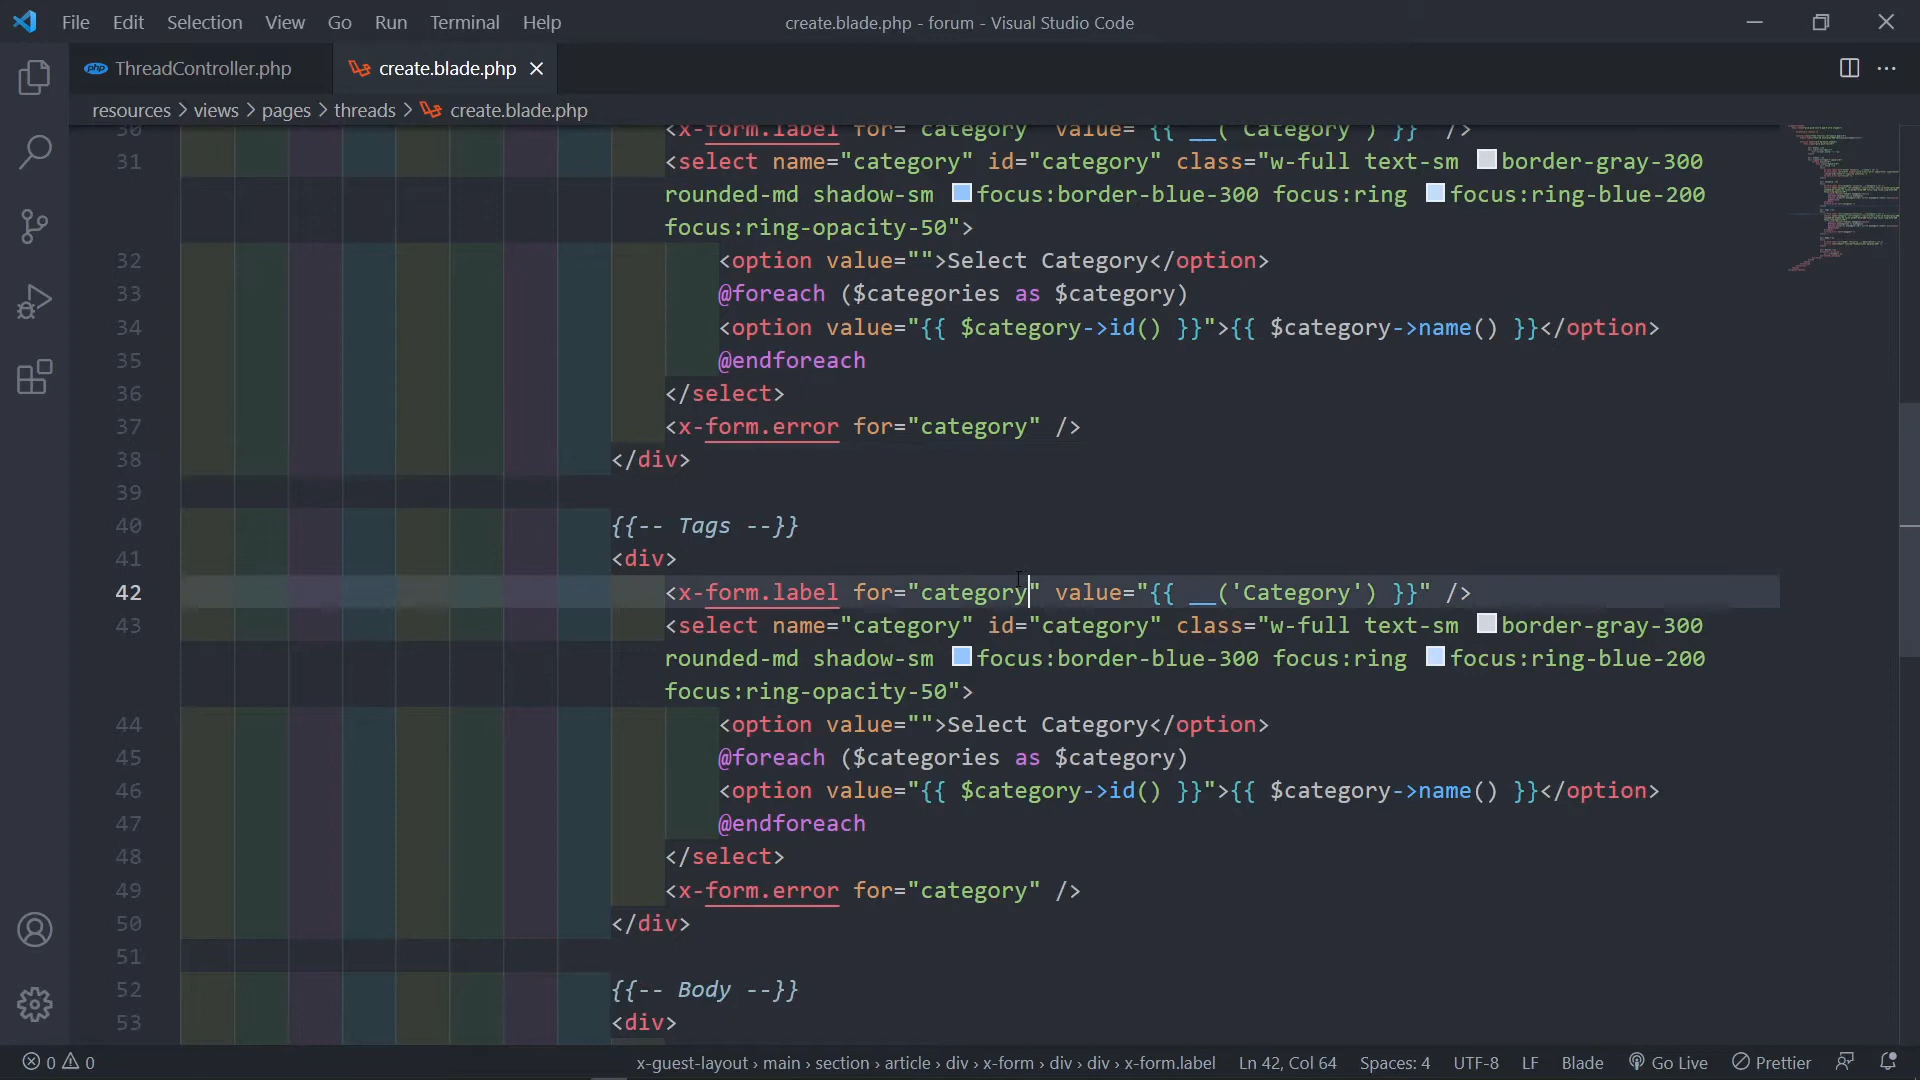 File Edit Selection View Go Run Terminal Help
create.blade.php - forum - Visual Studio Code
php ThreadController.php
create.blade.php
resources > views > pages > threads > create.blade.php
30 <x-form.label for="category" value="{{ __('Category') }}" />
31 <select name="category" id="category" class="w-full text-sm border-gray-300
rounded-md shadow-sm focus:border-blue-300 focus:ring focus:ring-blue-200
focus:ring-opacity-50">
32 <option value="">Select Category</option>
33 @foreach ($categories as $category)
34 <option value="{{ $category->id() }}">{{ $category->name() }}</option>
35 @endforeach
36 </select>
37 <x-form.error for="category" />
38 </div>
39
40 {{-- Tags --}}
41 <div>
42 <x-form.label for="category" value="{{ __('Category') }}" />
43 <select name="category" id="category" class="w-full text-sm border-gray-300
rounded-md shadow-sm focus:border-blue-300 focus:ring focus:ring-blue-200
focus:ring-opacity-50">
44 <option value="">Select Category</option>
45 @foreach ($categories as $category)
46 <option value="{{ $category->id() }}">{{ $category->name() }}</option>
47 @endforeach
48 </select>
49 <x-form.error for="category" />
50 </div>
51
52 {{-- Body --}}
53 <div>
0 0 x-guest-layout > main > section > article > div > x-form > div > div > x-form.label Ln 42, Col 64 Spaces: 4 UTF-8 LF Blade Go Live Prettier